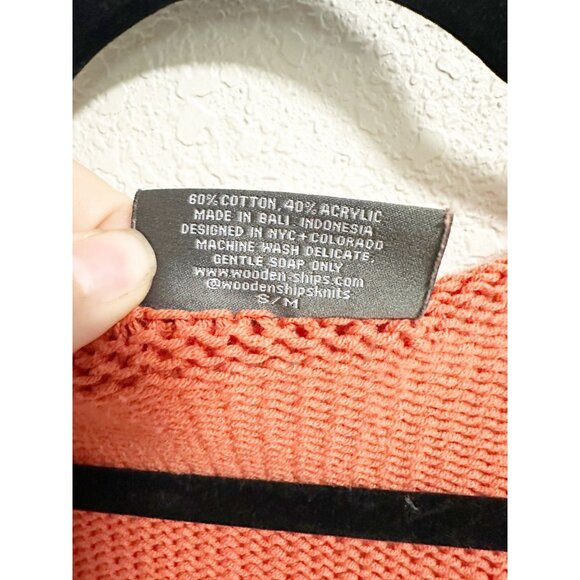 60% COTTON, 40% ACRYLIC
MADE IN BALI INDONESIA
DESIGNED IN NYC + COLORADO
MACHINE WASH DELICATE,
GENTLE SOAP ONLY
www.wooden-ships.com
@woodenshipsknits
S/M